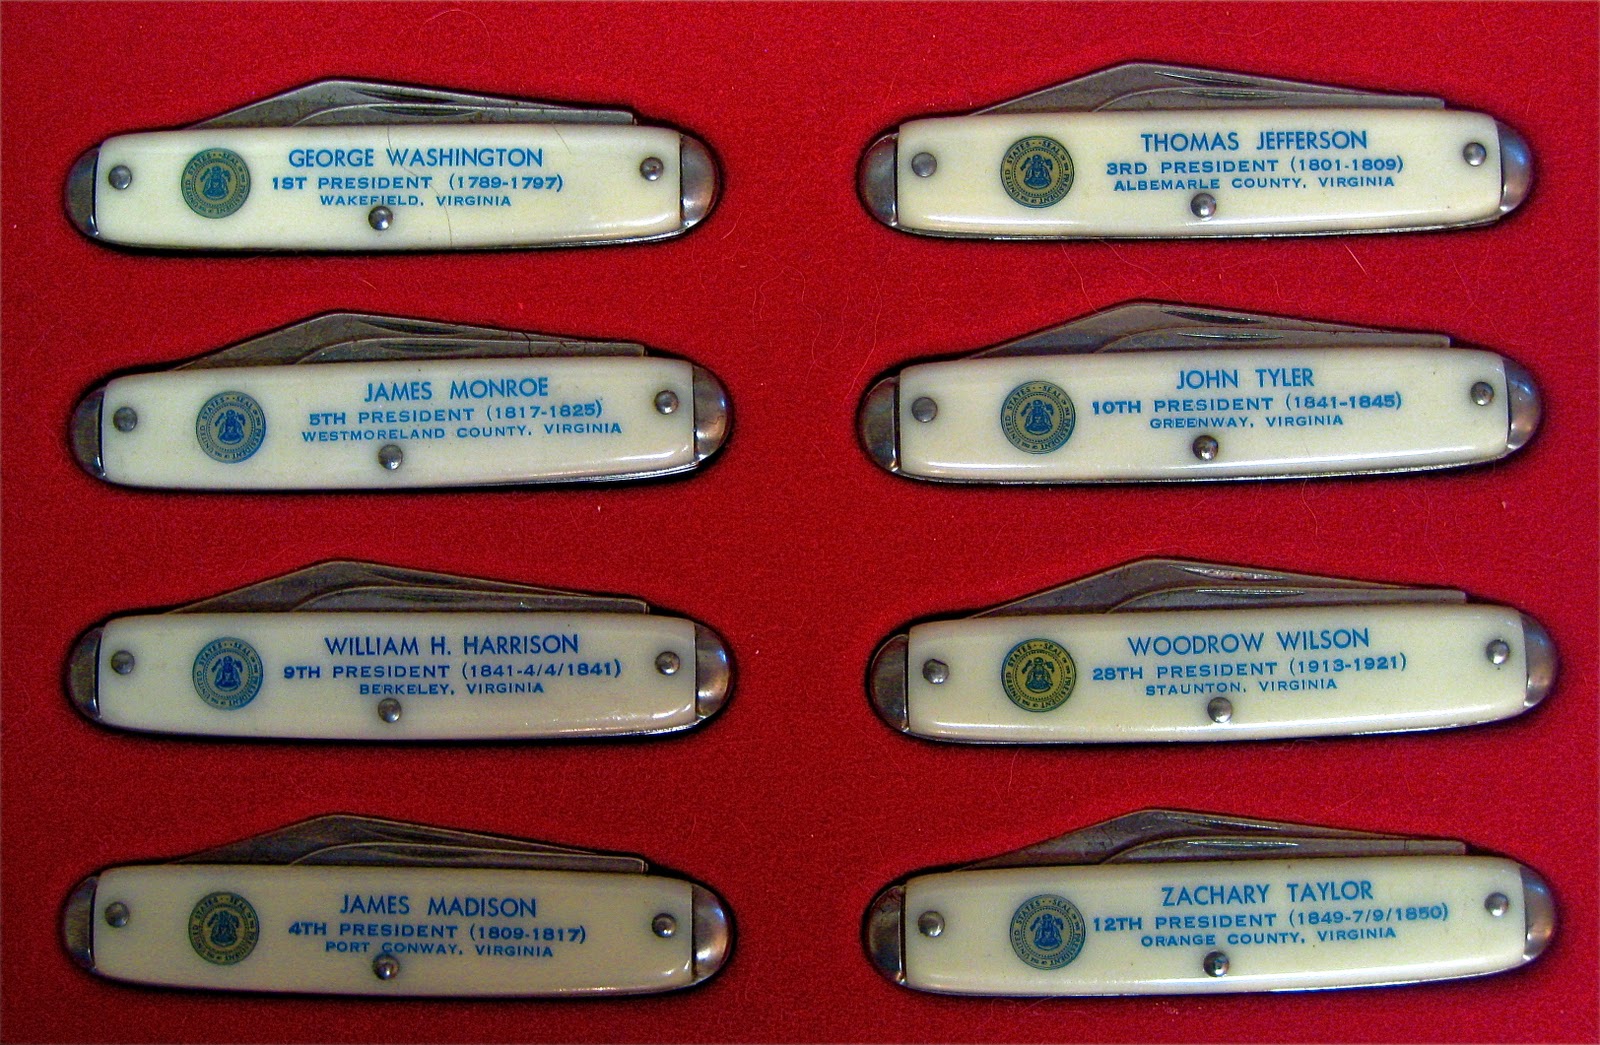 GEORGE WASHINGTON
1ST PRESIDENT (1789-1797)
WAKEFIELD, VIRGINIA
THOMAS JEFFERSON
3RD PRESIDENT (1801-1809)
ALBEMARLE COUNTY, VIRGINIA
JAMES MONROE
5TH PRESIDENT (1817-1825)
WESTMORELAND COUNTY, VIRGINIA
JOHN TYLER
10TH PRESIDENT (1841-1845)
GREENWAY, VIRGINIA
WILLIAM H. HARRISON
9TH PRESIDENT (1841-4/4/1841)
BERKELEY, VIRGINIA
WOODROW WILSON
28TH PRESIDENT (1913-1921)
STAUNTON, VIRGINIA
JAMES MADISON
4TH PRESIDENT (1809-1817)
PORT CONWAY, VIRGINIA
ZACHARY TAYLOR
12TH PRESIDENT (1849-7/9/1850)
ORANGE COUNTY, VIRGINIA